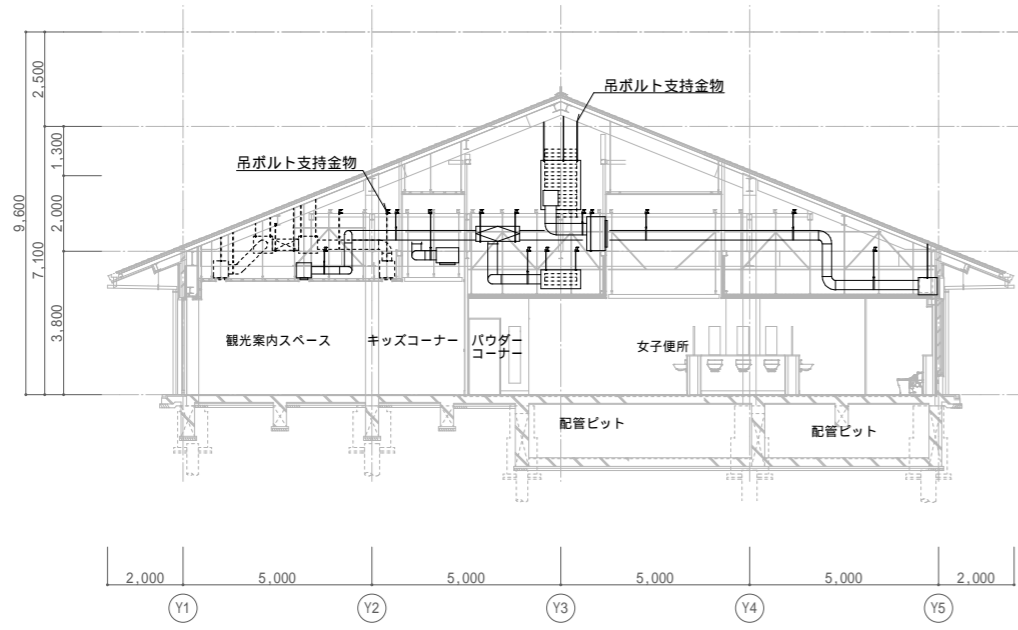 2,500
吊ボルト支持金物
1,300
吊ボルト支持金物
9,600
2,000
7,100
3,800
観光案内スペース
キッズコーナー
パウダー
コーナー
女子便所
配管ピット
配管ピット
2,000
5,000
5,000
5,000
5,000
2,000
Y1
Y2
Y3
Y4
Y5